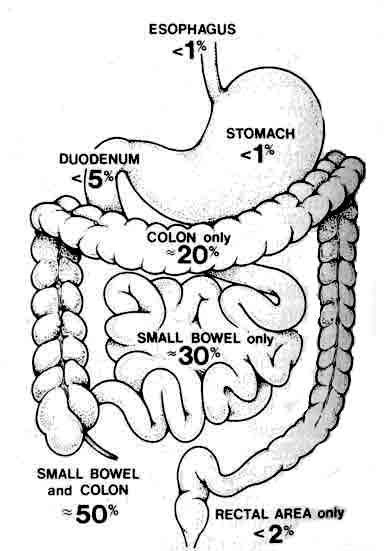 ESOPHAGUS
<1%
STOMACH
<1%
DUODENUM
<5%
COLON only
≈20%
SMALL BOWEL only
≈30%
SMALL BOWEL
and COLON
≈50%
RECTAL AREA only
<2%